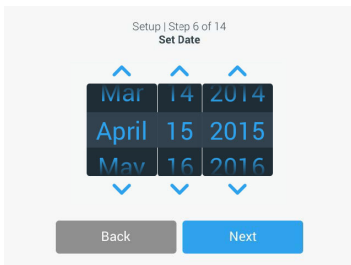 Setup | Step 6 of 14
Set Date
Mar 14 2014
April 15 2015
May 16 2016
Back Next